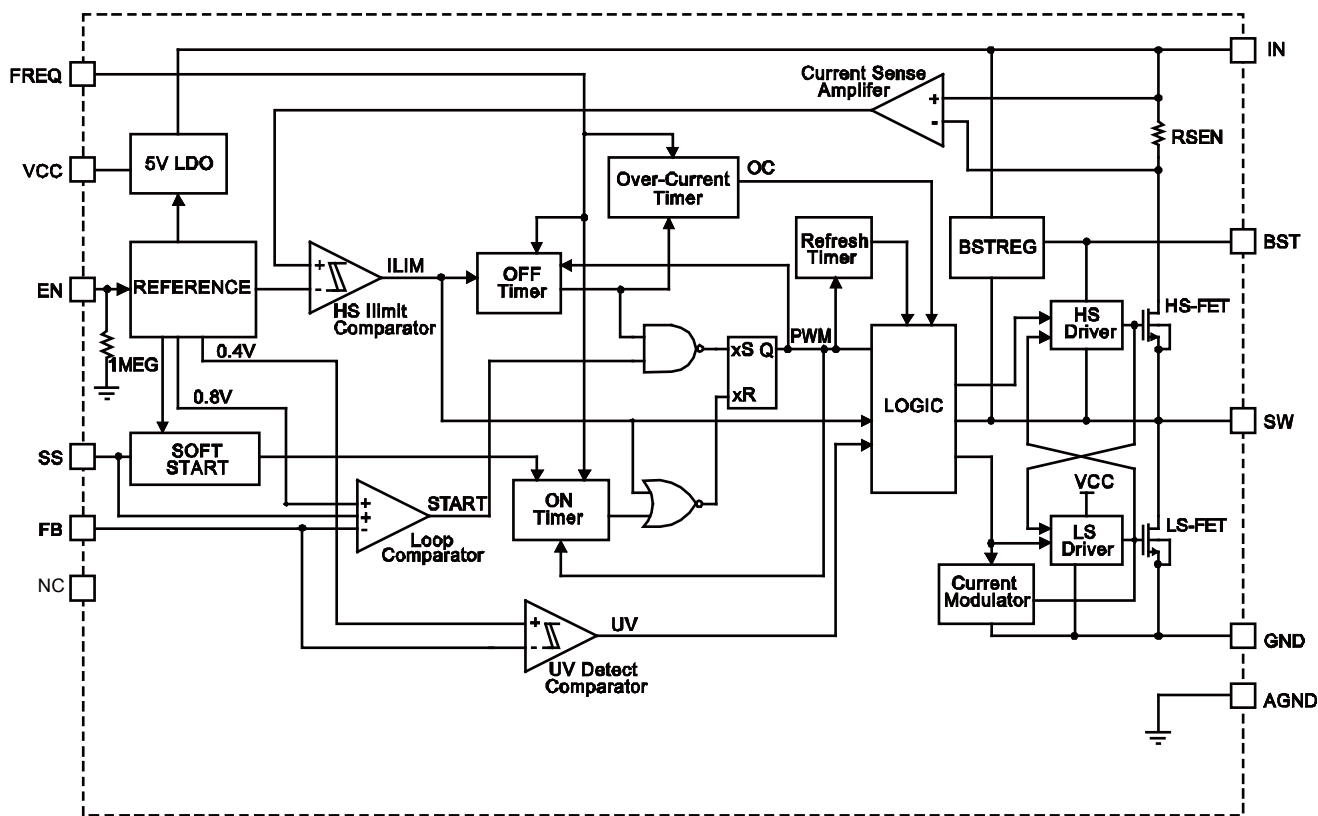 FREQ
IN
Current Sense
Amplifer
+
-
RSEN
VCC
5V LDO
Over-Current
Timer
OC
Refresh
Timer
BSTREG
BST
EN
REFERENCE
+
-
ILIM
HS Ilimit
Comparator
OFF
Timer
HS
Driver
HS-FET
1MEG
0.4V
0.8V
xS Q
xR
PWM
LOGIC
SW
SS
SOFT
START
START
+
+
-
Loop
Comparator
ON
Timer
VCC
LS
Driver
LS-FET
FB
NC
Current
Modulator
+
-
UV
UV Detect
Comparator
GND
AGND